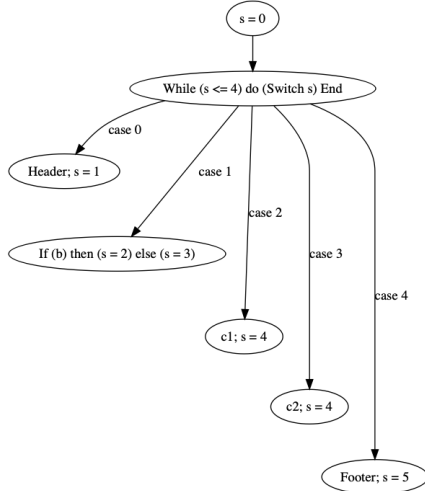 s = 0
While (s <= 4) do (Switch s) End
case 0
Header; s = 1
case 1
case 2
If (b) then (s = 2) else (s = 3)
case 3
case 4
c1; s = 4
c2; s = 4
Footer; s = 5